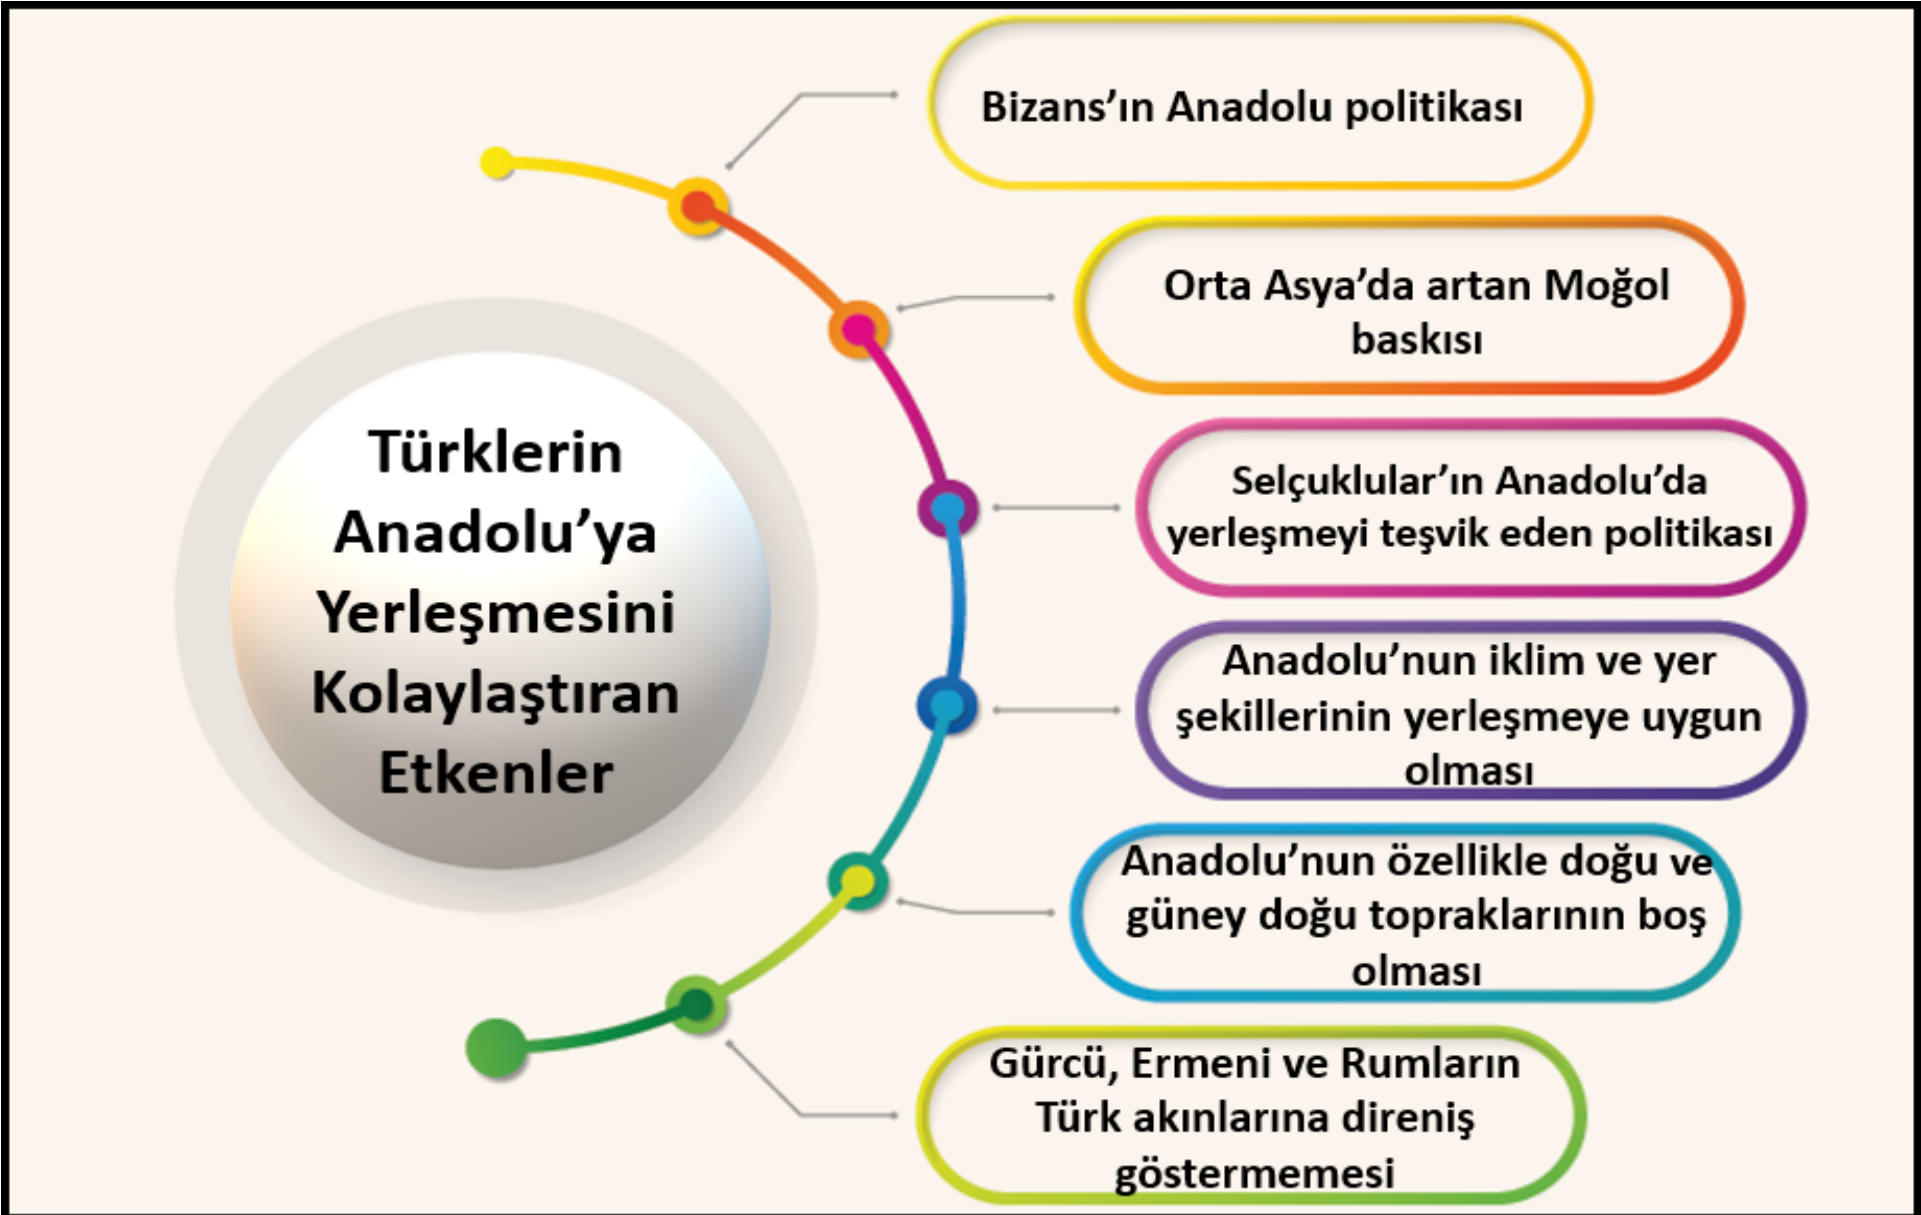 Türklerin
Anadolu’ya
Yerleşmesini
Kolaylaştıran
Etkenler
Bizans’ın Anadolu politikası
Orta Asya’da artan Moğol
baskısı
Selçuklular’ın Anadolu’da
yerleşmeyi teşvik eden politikası
Anadolu’nun iklim ve yer
şekillerinin yerleşmeye uygun
olması
Anadolu’nun özellikle doğu ve
güney doğu topraklarının boş
olması
Gürcü, Ermeni ve Rumların
Türk akınlarına direniş
göstermemesi